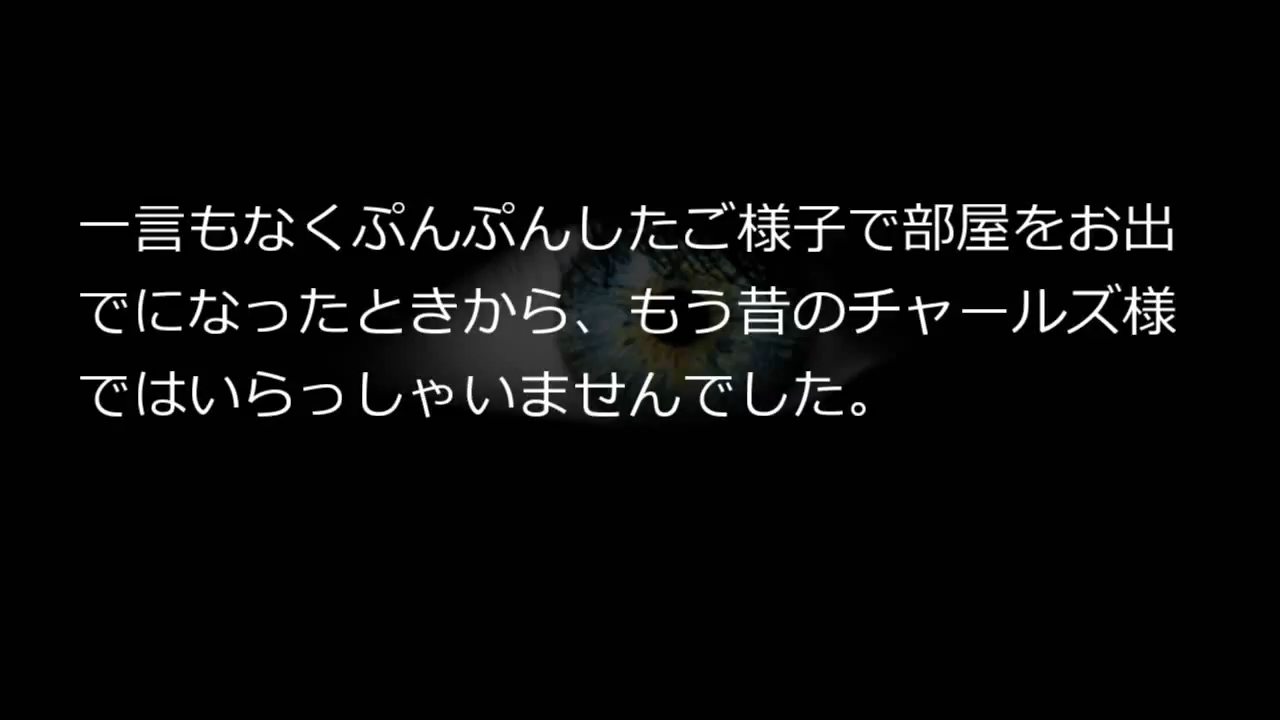 一言もなくぷんぷんしたご様子で部屋をお出
でになったときから、もう昔のチャールズ様
ではいらっしゃいませんでした。